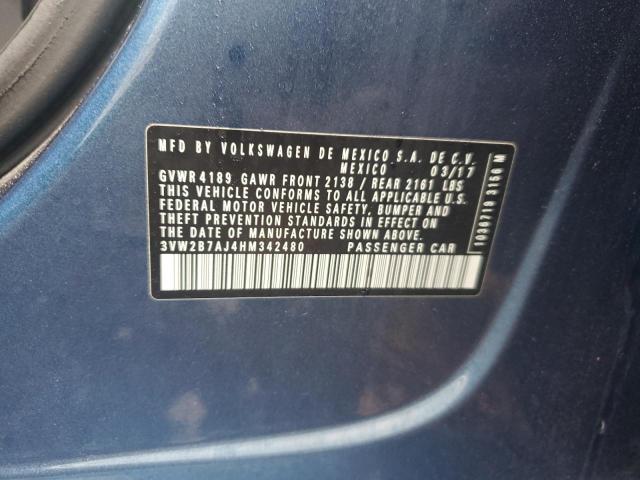 MFD BY VOLKSWAGEN DE MEXICO S.A. DE C.V.
MEXICO 03/17
GVWR 4189 GAWR FRONT 2138 / REAR 2161 LBS
THIS VEHICLE CONFORMS TO ALL APPLICABLE U.S.
FEDERAL MOTOR VEHICLE SAFETY, BUMPER AND
THEFT PREVENTION STANDARDS IN EFFECT ON
THE DATE OF MANUFACTURE SHOWN ABOVE.
3VW2B7AJ4HM342480 PASSENGER CAR